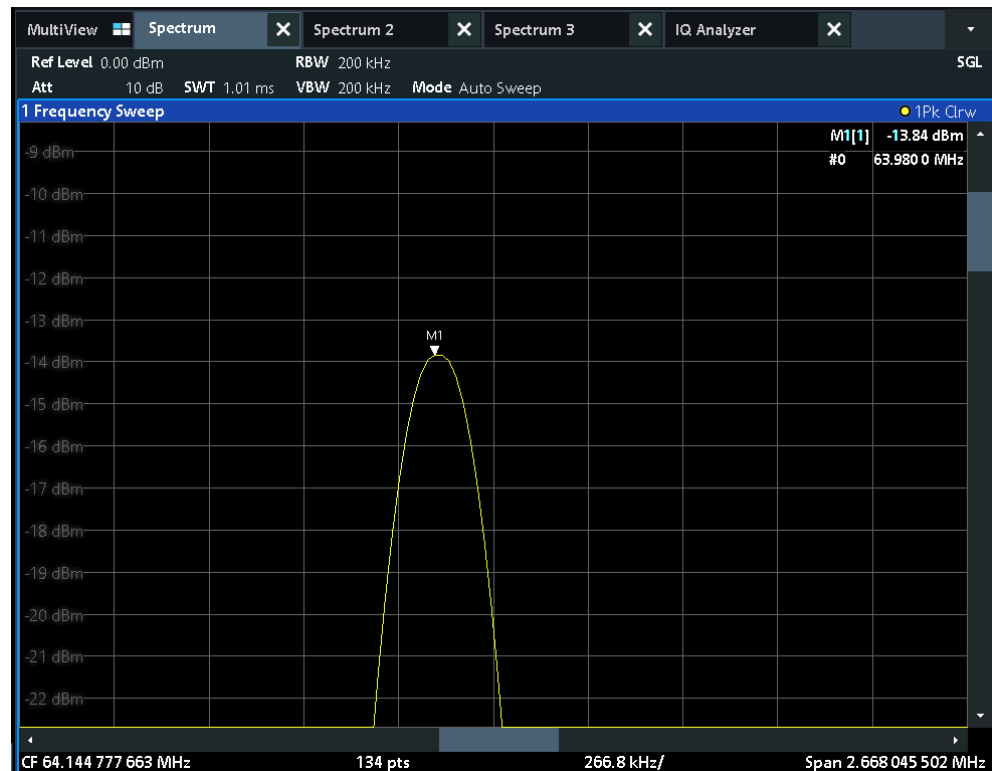 MultiView Spectrum Spectrum 2 Spectrum 3 IQ Analyzer
Ref Level 0.00 dBm RBW 200 kHz SGL
Att 10 dB SWT 1.01 ms VBW 200 kHz Mode Auto Sweep
1 Frequency Sweep 1Pk Clrw
M1[1] -13.84 dBm
-9 dBm
#0 63.980 0 MHz
-10 dBm
-11 dBm
-12 dBm
-13 dBm
M1
-14 dBm
-15 dBm
-16 dBm
-17 dBm
-18 dBm
-19 dBm
-20 dBm
-21 dBm
-22 dBm
CF 64.144 777 663 MHz 134 pts 266.8 kHz/ Span 2.668 045 502 MHz